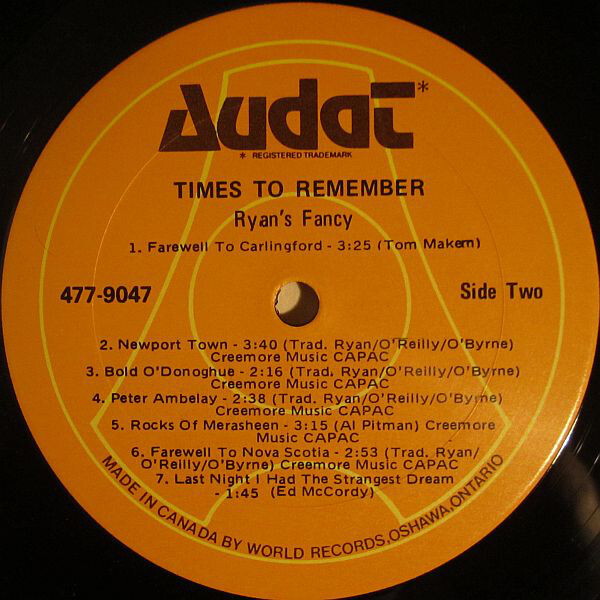 Audat*
* REGISTERED TRADEMARK
TIMES TO REMEMBER
Ryan's Fancy
1. Farewell To Carlingford - 3:25 (Tom Makem)
477-9047
Side Two
2. Newport Town - 3:40 (Trad. Ryan/O'Reilly/O'Byrne)
Creemore Music CAPAC
3. Bold O'Donoghue - 2:16 (Trad. Ryan/O'Reilly/O'Byrne)
Creemore Music CAPAC
4. Peter Ambelay - 2:38 (Trad. Ryan/O'Reilly/O'Byrne)
Creemore Music CAPAC
5. Rocks Of Merasheen - 3:15 (Al Pitman) Creemore
Music CAPAC
6. Farewell To Nova Scotia - 2:53 (Trad. Ryan/
O'Reilly/O'Byrne) Creemore Music CAPAC
7. Last Night I Had The Strangest Dream
- 1:45 (Ed McCordy)
MADE IN CANADA BY WORLD RECORDS, OSHAWA, ONTARIO